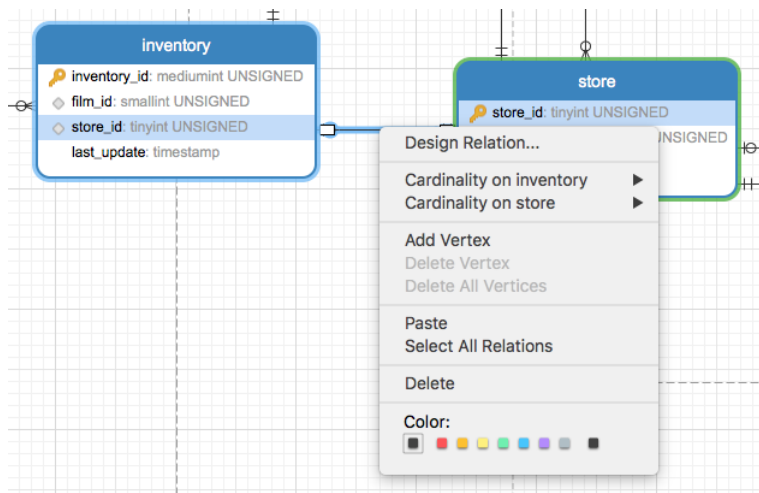 inventory
inventory_id: mediumint UNSIGNED
film_id: smallint UNSIGNED
store_id: tinyint UNSIGNED
last_update: timestamp
store
store_id: tinyint UNSIGNED
UNSIGNED
Design Relation...
Cardinality on inventory
Cardinality on store
Add Vertex
Delete Vertex
Delete All Vertices
Paste
Select All Relations
Delete
Color: